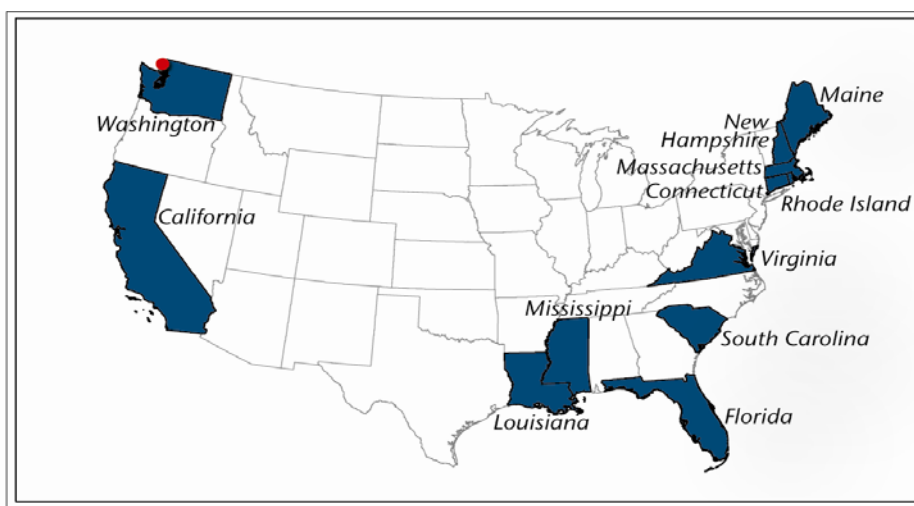 Maine
New
Hampshire
Washington
Massachusetts
Connecticut
Rhode Island
California
Virginia
Mississippi
South Carolina
Louisiana
Florida